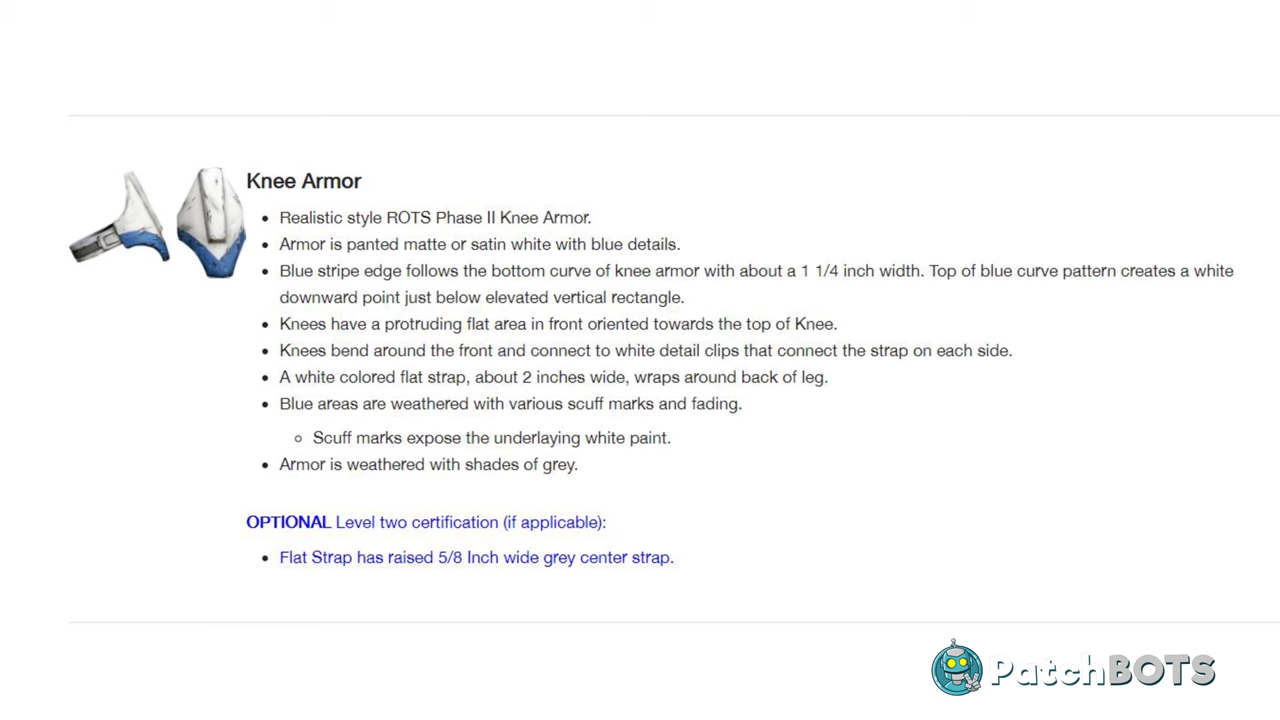 Knee Armor
Realistic style ROTS Phase II Knee Armor.
Armor is panted matte or satin white with blue details.
Blue stripe edge follows the bottom curve of knee armor with about a 1 1/4 inch width. Top of blue curve pattern creates a white
downward point just below elevated vertical rectangle.
Knees have a protruding flat area in front oriented towards the top of Knee.
Knees bend around the front and connect to white detail clips that connect the strap on each side.
A white colored flat strap, about 2 inches wide, wraps around back of leg.
Blue areas are weathered with various scuff marks and fading.
Scuff marks expose the underlaying white paint.
Armor is weathered with shades of grey.
OPTIONAL Level two certification (if applicable):
Flat Strap has raised 5/8 Inch wide grey center strap.
PatchBOTS